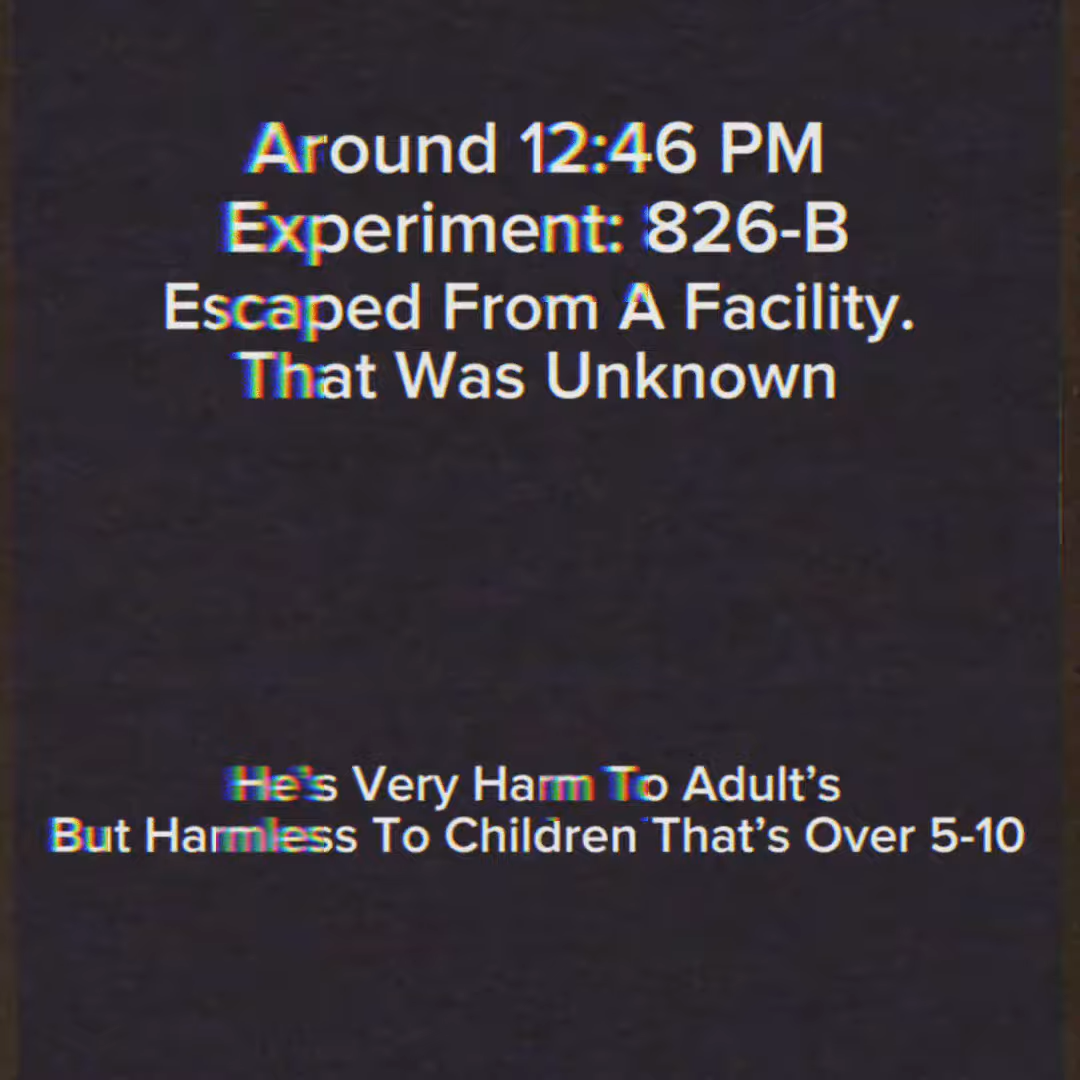 Around 12:46 PM
Experiment: 826-B
Escaped From A Facility.
That Was Unknown
He's Very Harm To Adult's
But Harmless To Children That's Over 5-10